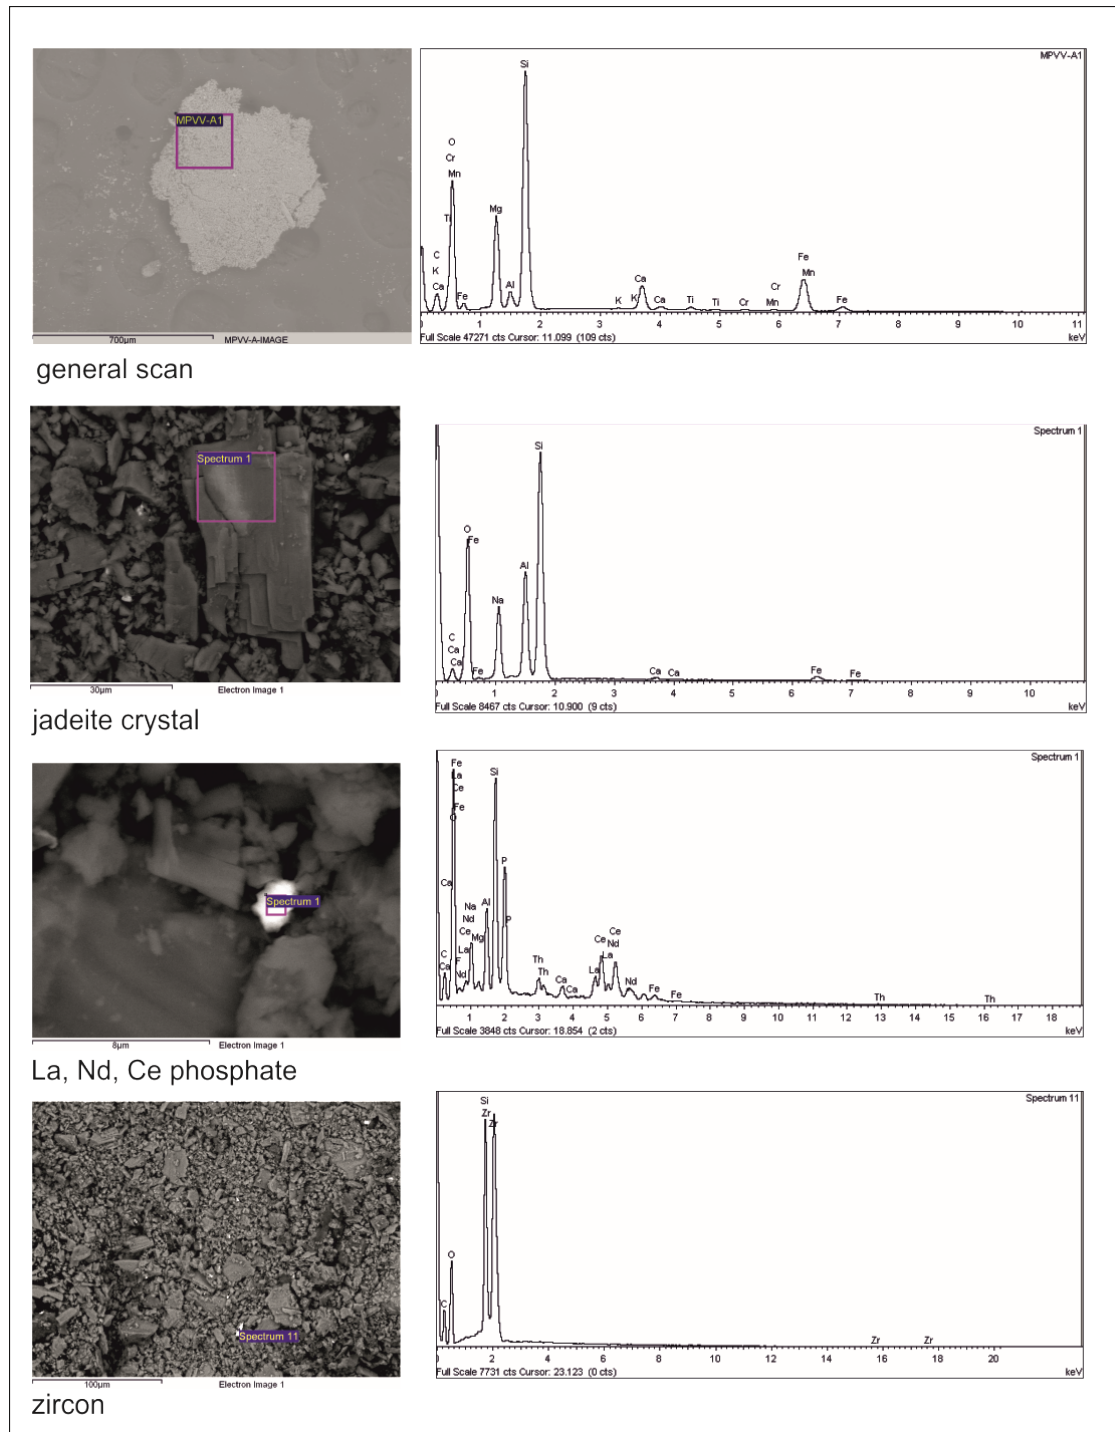 MPVV-A1
700µm MPVV-A-IMAGE
general scan
MPVV-A1
Si
O
Cr
Mn
Ti
C
K
Ca
Fe
Mg
Al
K
K
Ca
Ca
Ti
Ti
Cr
Cr
Mn
Fe
Mn
Fe
1 2 3 4 5 6 7 8 9 10 11
Full Scale 47271 cts Cursor: 11.099 (109 cts) keV
Spectrum 1
30µm Electron Image 1
jadeite crystal
Spectrum 1
Si
O
Fe
Al
Na
C
Ca
Ca
Fe
Ca
Ca
Fe
Fe
1 2 3 4 5 6 7 8 9 10
Full Scale 8467 cts Cursor: 10.900 (9 cts) keV
Spectrum 1
8µm Electron Image 1
La, Nd, Ce phosphate
Spectrum 1
Fe
La
Ce
Fe
O
Si
P
Ca
Na
Al
Nd
P
Ce
Mg
La
C
F
Ca
Nd
Th
Th
Ca
Ca
Ce
Ce
Nd
La
La
Nd
Fe
Fe
Th
Th
1 2 3 4 5 6 7 8 9 10 11 12 13 14 15 16 17 18
Full Scale 3848 cts Cursor: 18.854 (2 cts) keV
Spectrum 11
100µm Electron Image 1
zircon
Spectrum 11
Si
Zr
Zr
O
C
Zr
Zr
0 2 4 6 8 10 12 14 16 18 20
Full Scale 7731 cts Cursor: 23.123 (0 cts) keV